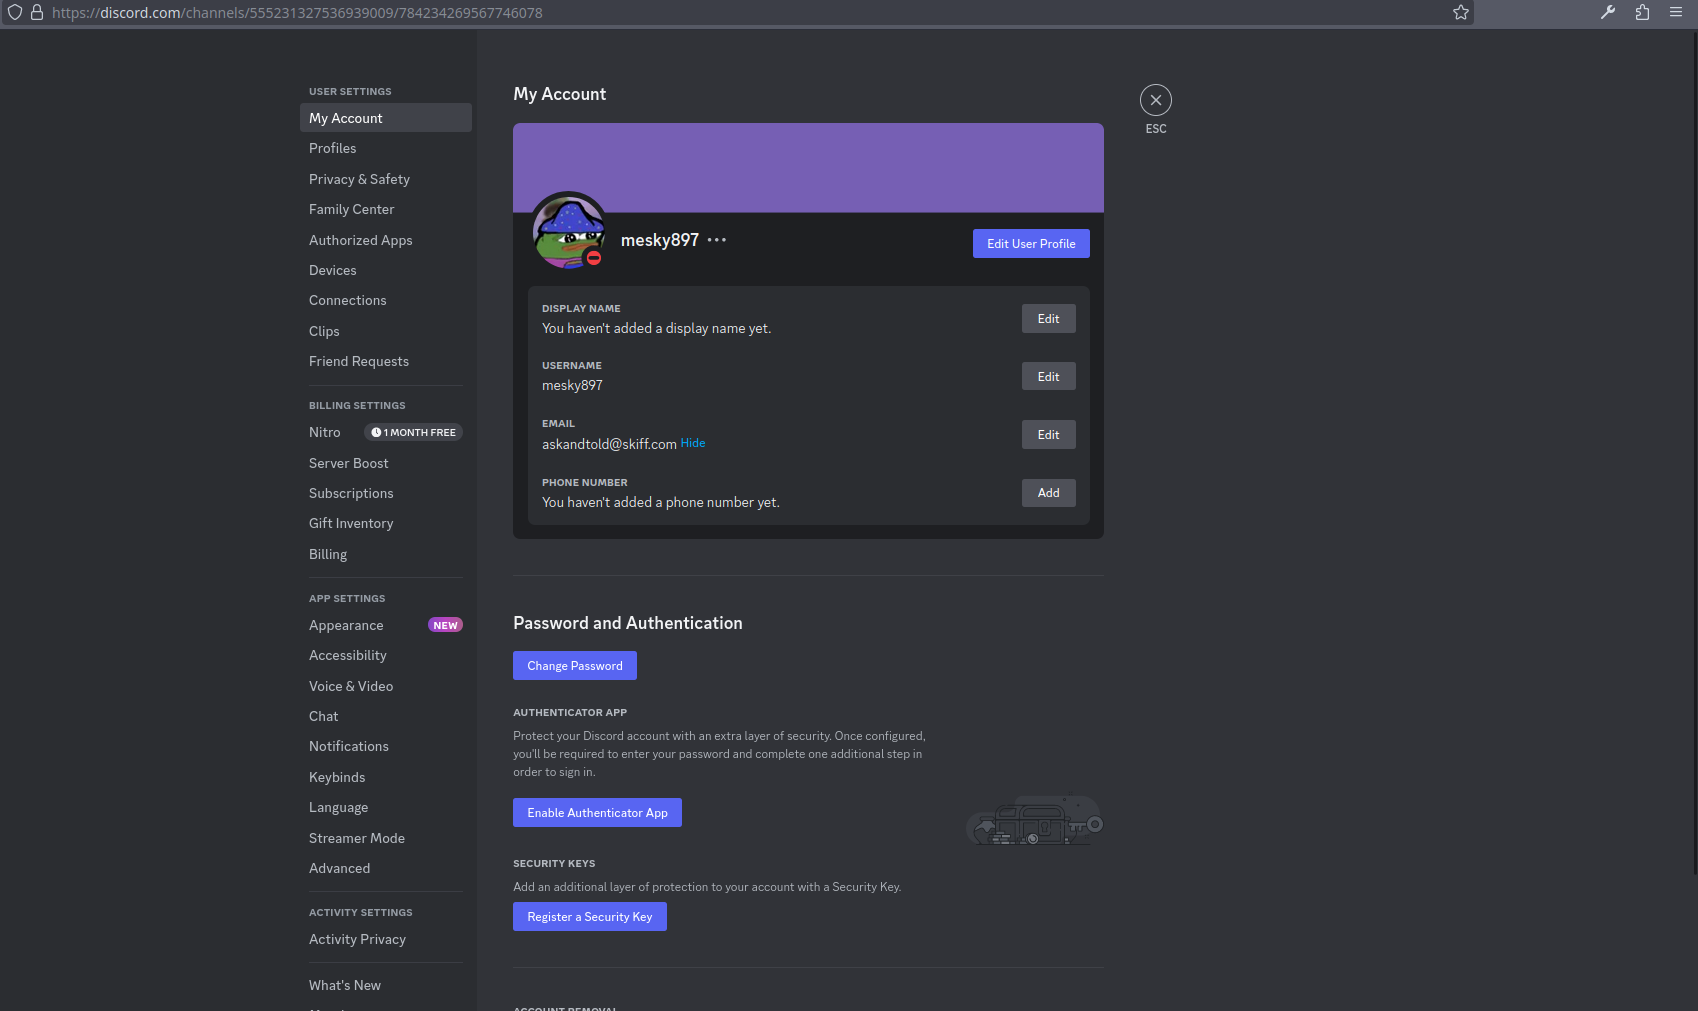 https://discord.com/channels/555231327536939009/784234269567746078
USER SETTINGS
My Account
Profiles
Privacy & Safety
Family Center
Authorized Apps
Devices
Connections
Clips
Friend Requests
BILLING SETTINGS
Nitro
1 MONTH FREE
Server Boost
Subscriptions
Gift Inventory
Billing
APP SETTINGS
Appearance
NEW
Accessibility
Voice & Video
Chat
Notifications
Keybinds
Language
Streamer Mode
Advanced
ACTIVITY SETTINGS
Activity Privacy
What's New
My Account
ESC
mesky897
Edit User Profile
DISPLAY NAME
You haven't added a display name yet.
Edit
USERNAME
mesky897
Edit
EMAIL
askandtold@skiff.com Hide
Edit
PHONE NUMBER
You haven't added a phone number yet.
Add
Password and Authentication
Change Password
AUTHENTICATOR APP
Protect your Discord account with an extra layer of security. Once configured,
you'll be required to enter your password and complete one additional step in
order to sign in.
Enable Authenticator App
SECURITY KEYS
Add an additional layer of protection to your account with a Security Key.
Register a Security Key
ACCOUNT REMOVAL